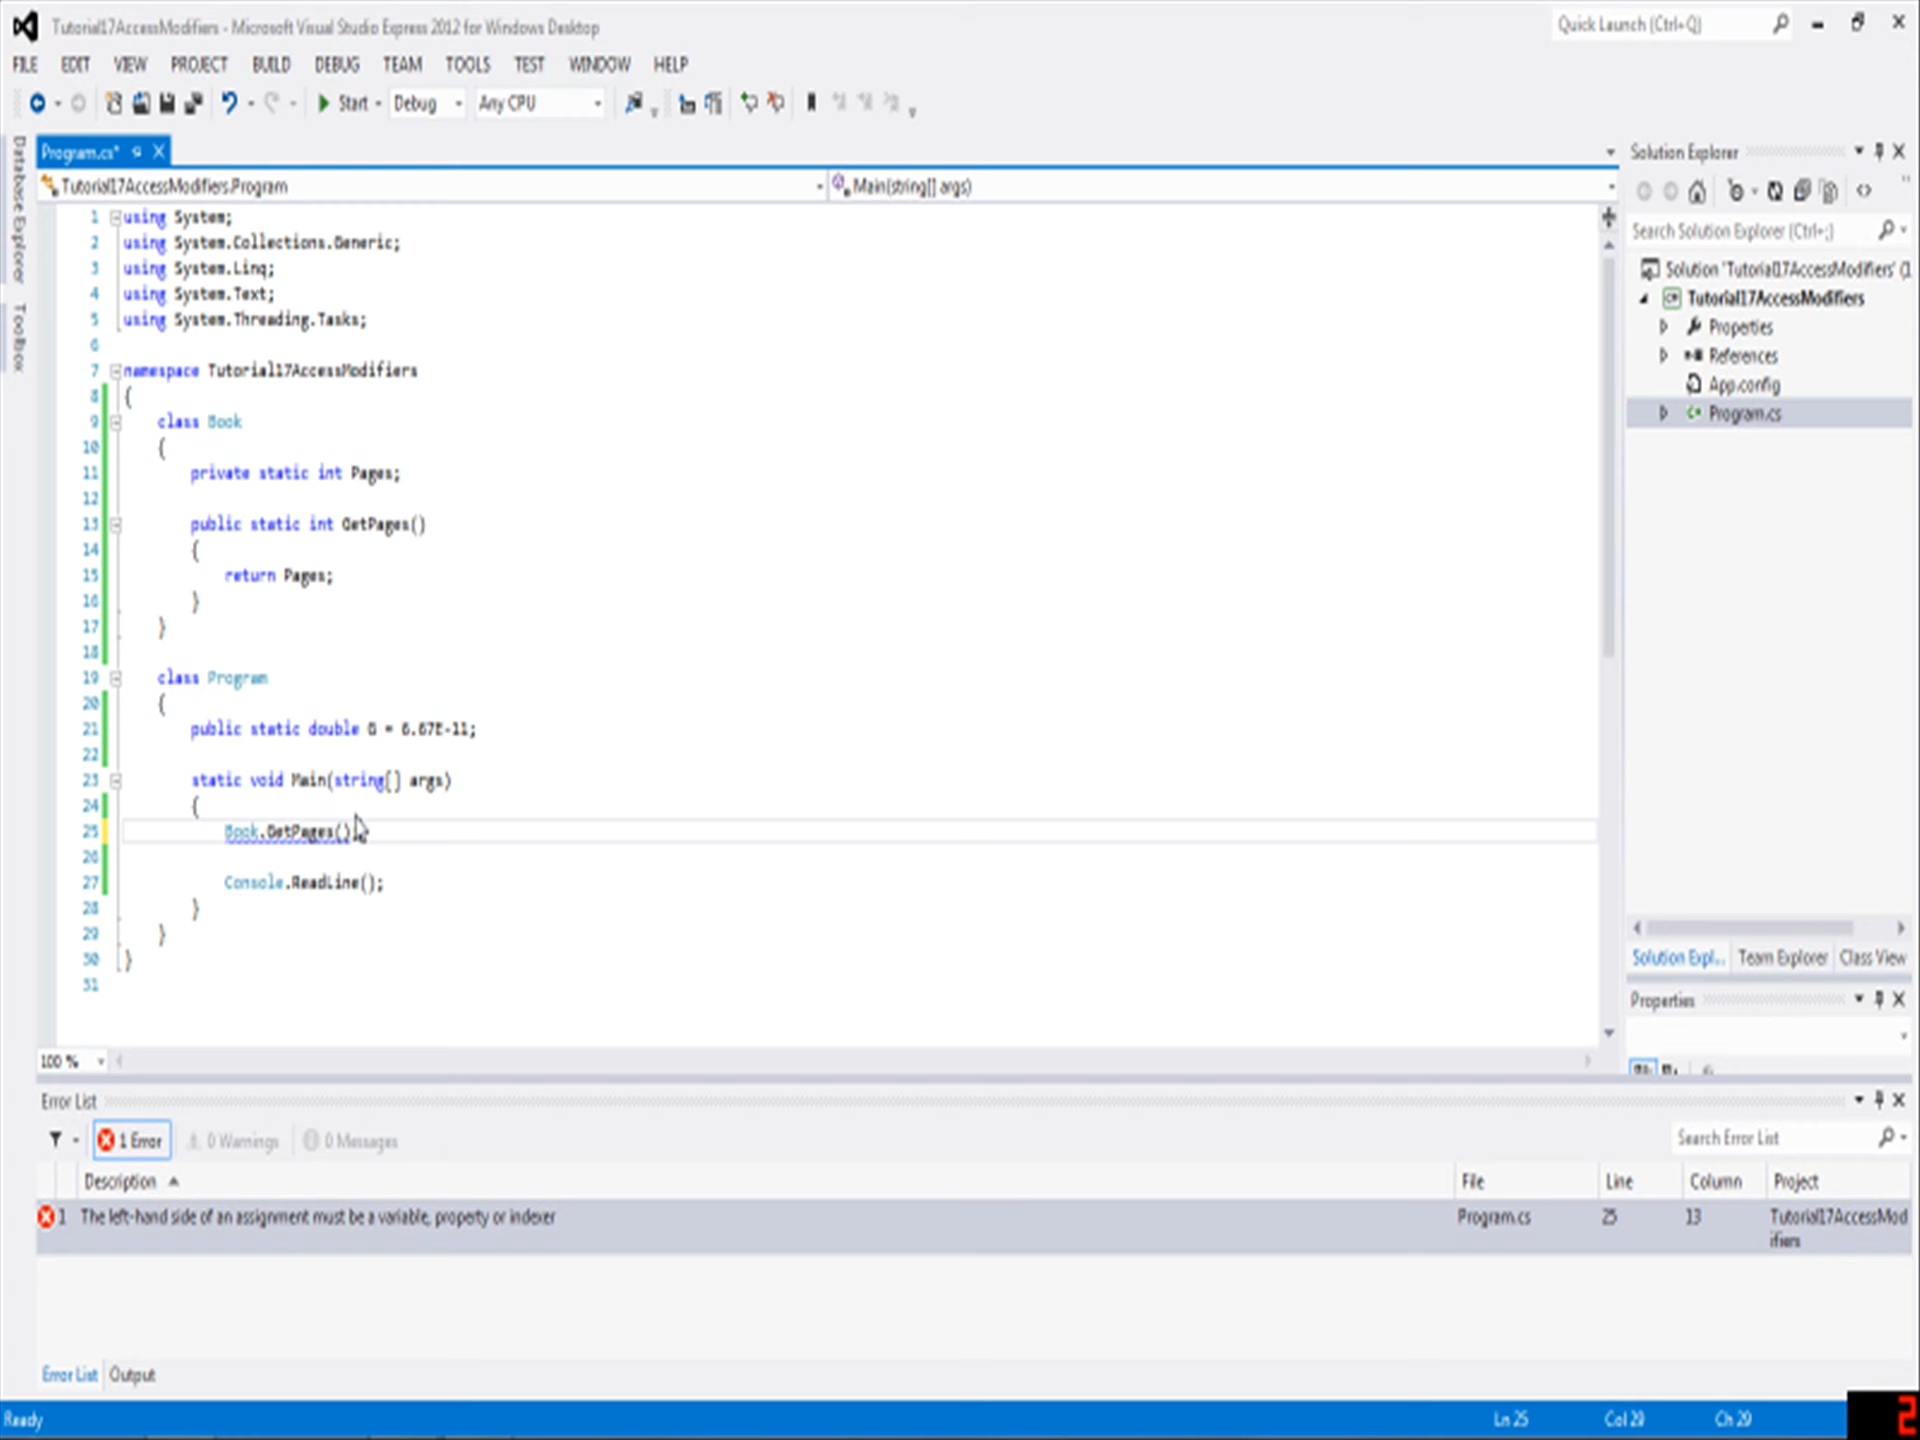 Tutorial17AccessModifiers - Microsoft Visual Studio Express 2012 for Windows Desktop
Quick Launch (Ctrl+Q)
FILE EDIT VIEW PROJECT BUILD DEBUG TEAM TOOLS TEST WINDOW HELP
Start Debug Any CPU
Database Explorer
Toolbox
Program.cs*
Tutorial17AccessModifiers.Program
Main(string[] args)
1 using System;
2 using System.Collections.Generic;
3 using System.Linq;
4 using System.Text;
5 using System.Threading.Tasks;
6
7 namespace Tutorial17AccessModifiers
8 {
9 class Book
10 {
11 private static int Pages;
12
13 public static int GetPages()
14 {
15 return Pages;
16 }
17 }
18
19 class Program
20 {
21 public static double G = 6.67E-11;
22
23 static void Main(string[] args)
24 {
25 Book.GetPages()
26
27 Console.ReadLine();
28 }
29 }
30 }
31
100 %
Solution Explorer
Search Solution Explorer (Ctrl+;)
Solution 'Tutorial17AccessModifiers' (1
Tutorial17AccessModifiers
Properties
References
App.config
Program.cs
Solution Expl... Team Explorer Class View
Properties
Error List
1 Error 0 Warnings 0 Messages
Search Error List
Description File Line Column Project
1 The left-hand side of an assignment must be a variable, property or indexer Program.cs 25 13 Tutorial17AccessMod
ifiers
Error List Output
Ready Ln 25 Col 29 Ch 29
2